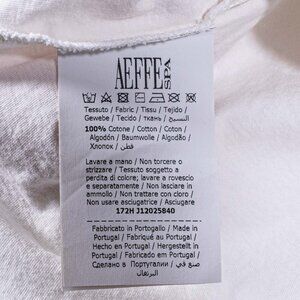 AEFFE SPA
Tessuto / Fabric / Tissu / Tejido /
Gewebe / Tecido / ткань / النسيج
100% Cotone / Cotton / Coton /
Algodón / Baumwolle / Algodão /
Хлопок / قطن
Lavare a mano / Non torcere o
strizzare / Tessuto soggetto a
perdita di colore; lavare a rovescio
e separatamente / Non lasciare in
ammollo / Non trattare con cloro /
Non usare asciugatrice / Asciugare
172H J12025840
Fabbricato in Portogallo / Made in
Portugal / Fabriqué au Portugal /
Hecho en Portugal / Hergestellt in
Portugal / Fabricado em Portugal /
Сделано в Португалии / صنع في
البرتغال